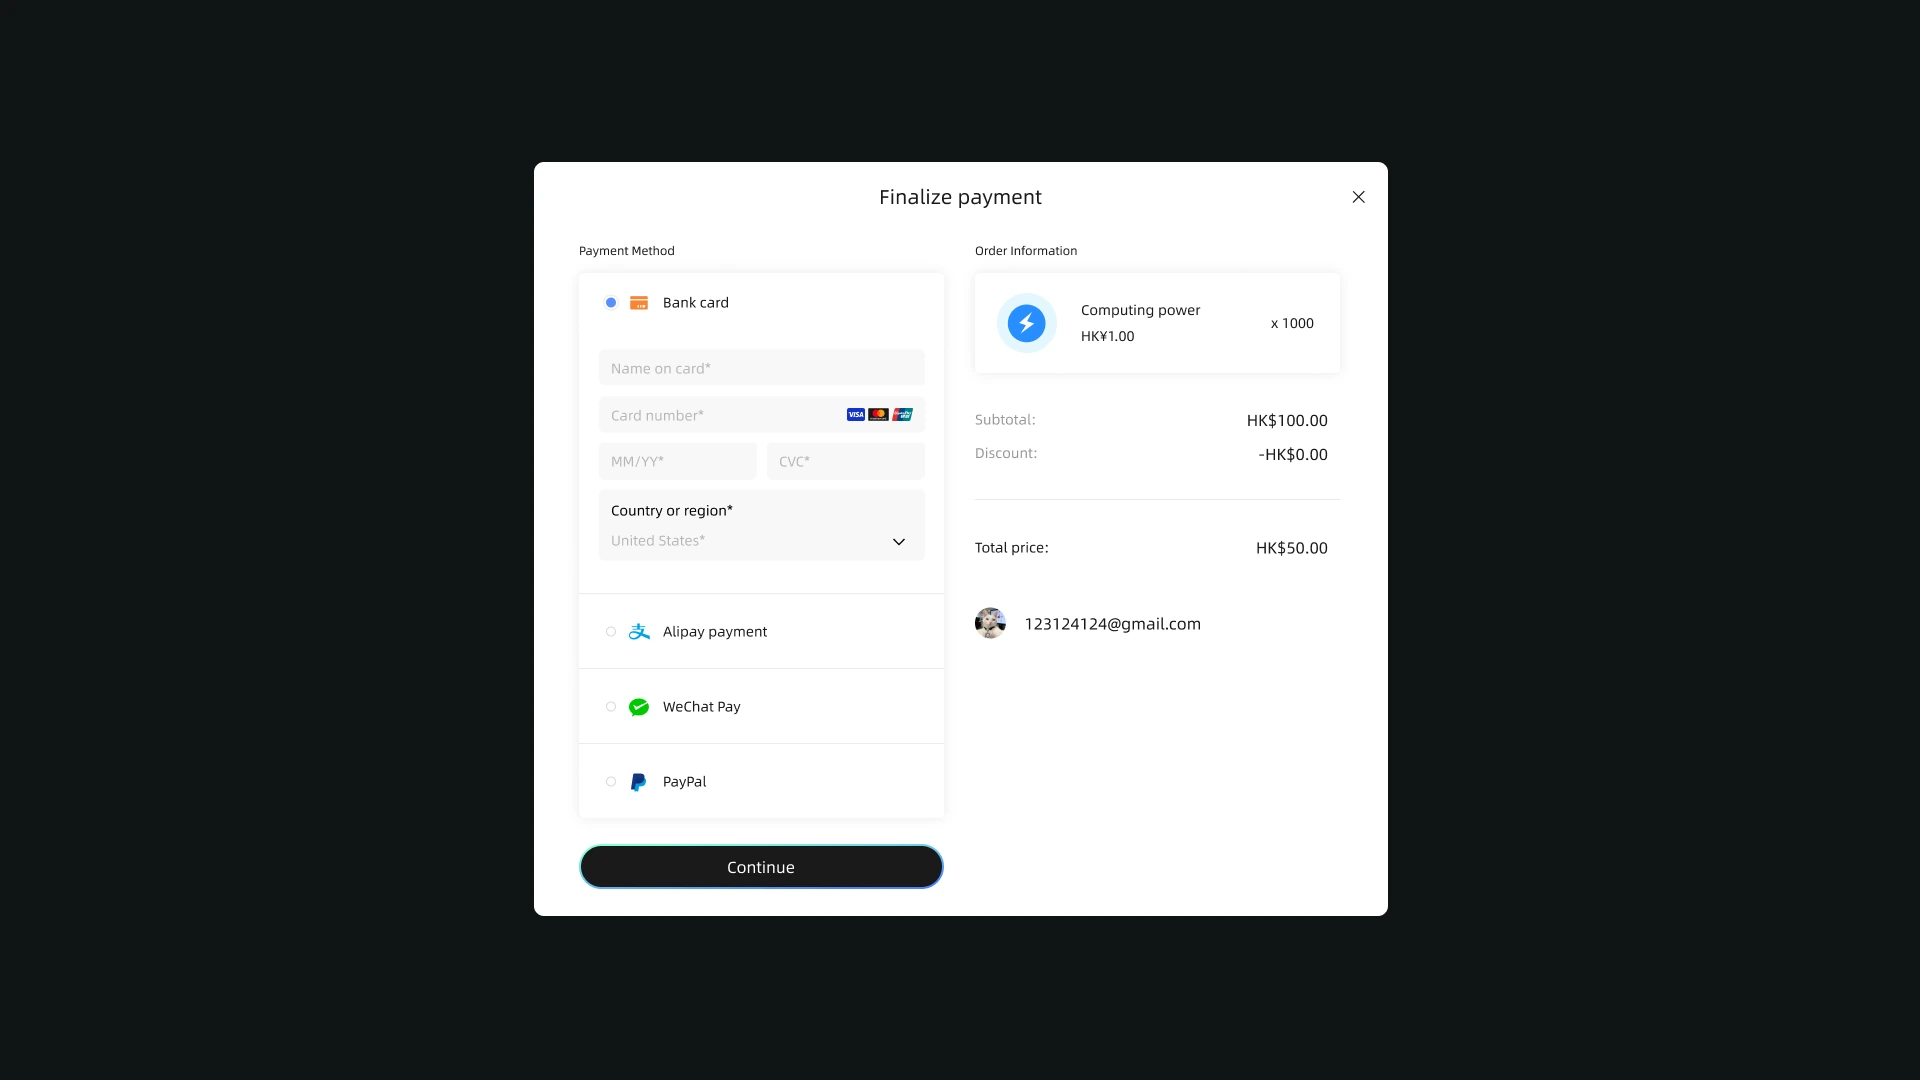 Finalize payment
Payment Method
Bank card
Name on card*
Card number*
VISA
MM/YY*
CVC*
Country or region*
United States*
Alipay payment
WeChat Pay
PayPal
Continue
Order Information
Computing power
HK¥1.00
x 1000
Subtotal:
HK$100.00
Discount:
-HK$0.00
Total price:
HK$50.00
123124124@gmail.com